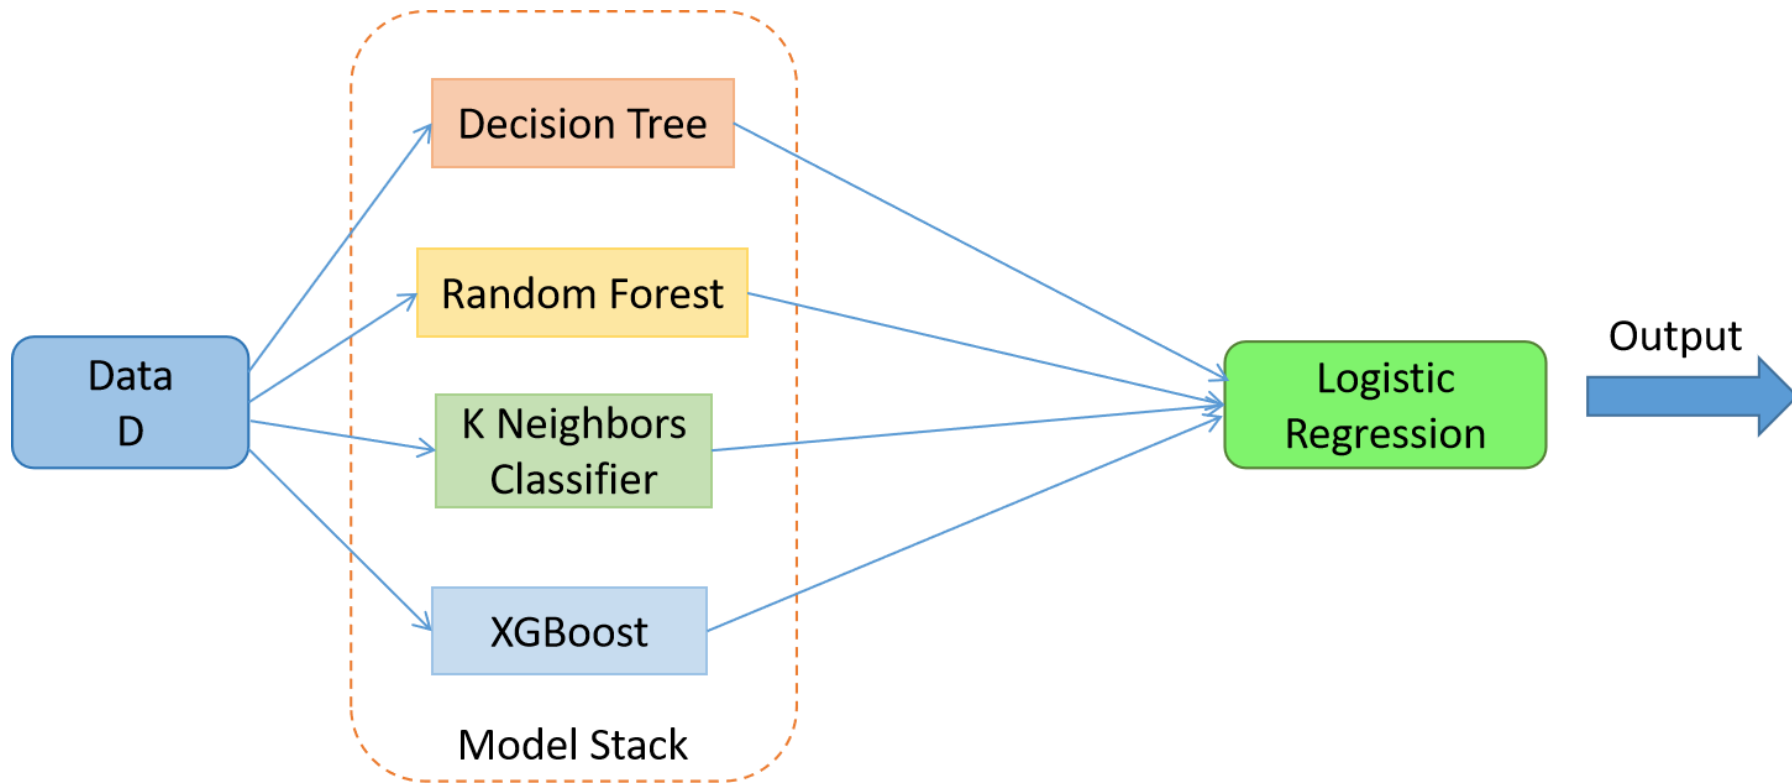 Data
D
Decision Tree
Random Forest
K Neighbors
Classifier
XGBoost
Model Stack
Logistic
Regression
Output